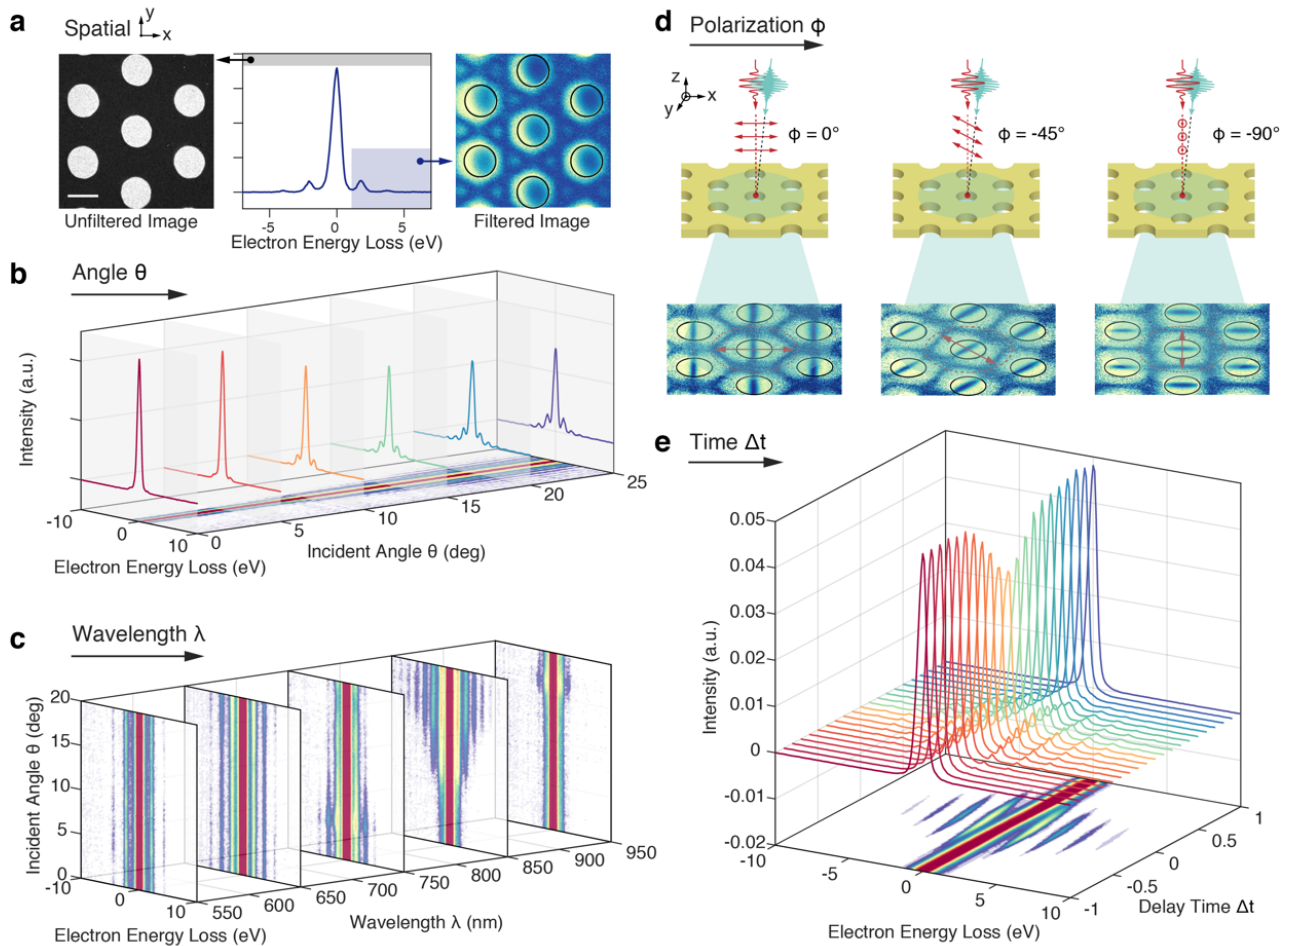 a
Spatial
y
x
Unfiltered Image
-5
0
5
Electron Energy Loss (eV)
Filtered Image
b
Angle θ
Intensity (a.u.)
-10
0
10
Electron Energy Loss (eV)
0
5
10
15
20
25
Incident Angle θ (deg)
c
Wavelength λ
Incident Angle θ (deg)
20
15
10
5
0
-10
0
10
Electron Energy Loss (eV)
550
600
650
700
750
800
850
900
950
Wavelength λ (nm)
d
Polarization ϕ
z
x
y
ϕ = 0°
ϕ = -45°
ϕ = -90°
e
Time Δt
Intensity (a.u.)
0.05
0.04
0.03
0.02
0.01
0
-0.01
-0.02
-10
-5
0
5
10
Electron Energy Loss (eV)
-1
-0.5
0
0.5
1
Delay Time Δt